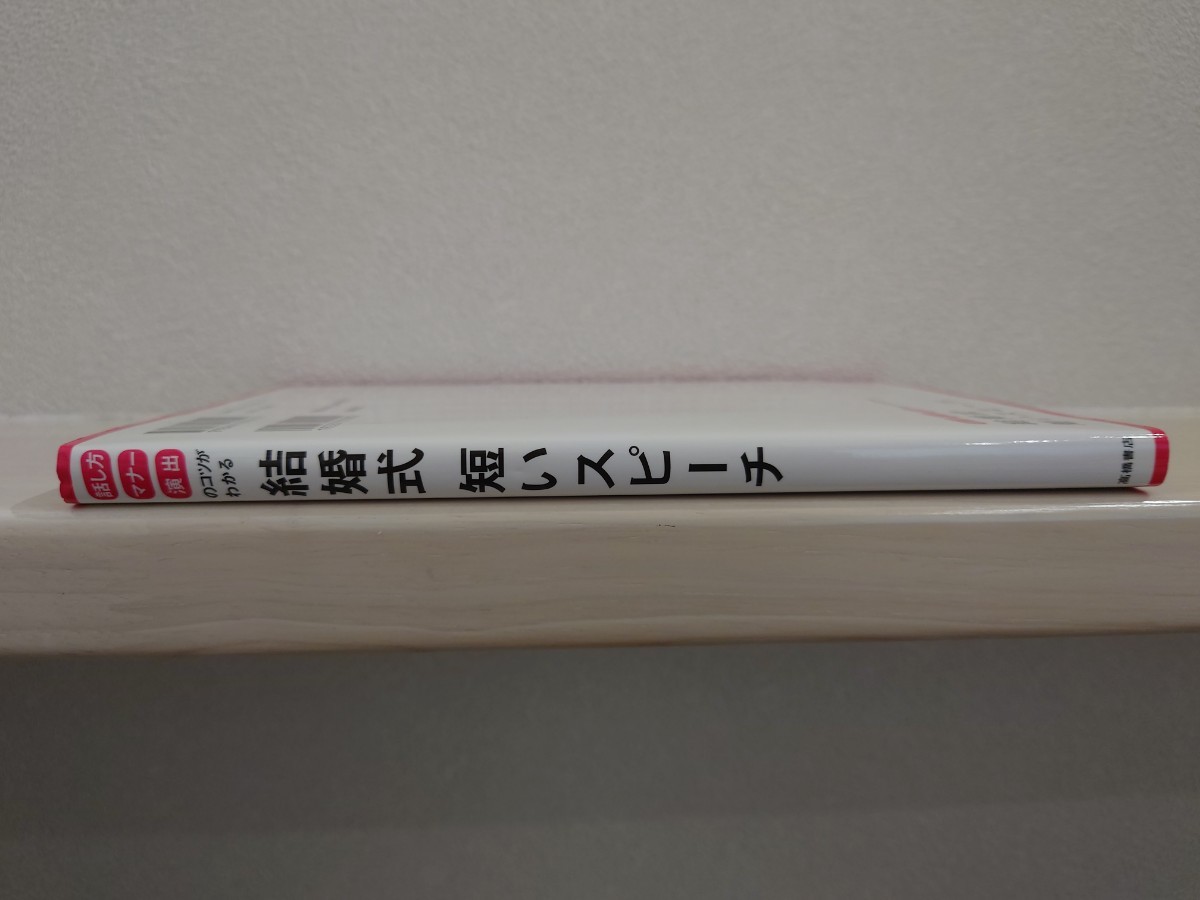 話し方
マナー
演出
のコツが
わかる
結婚式 短いスピーチ
高橋書店